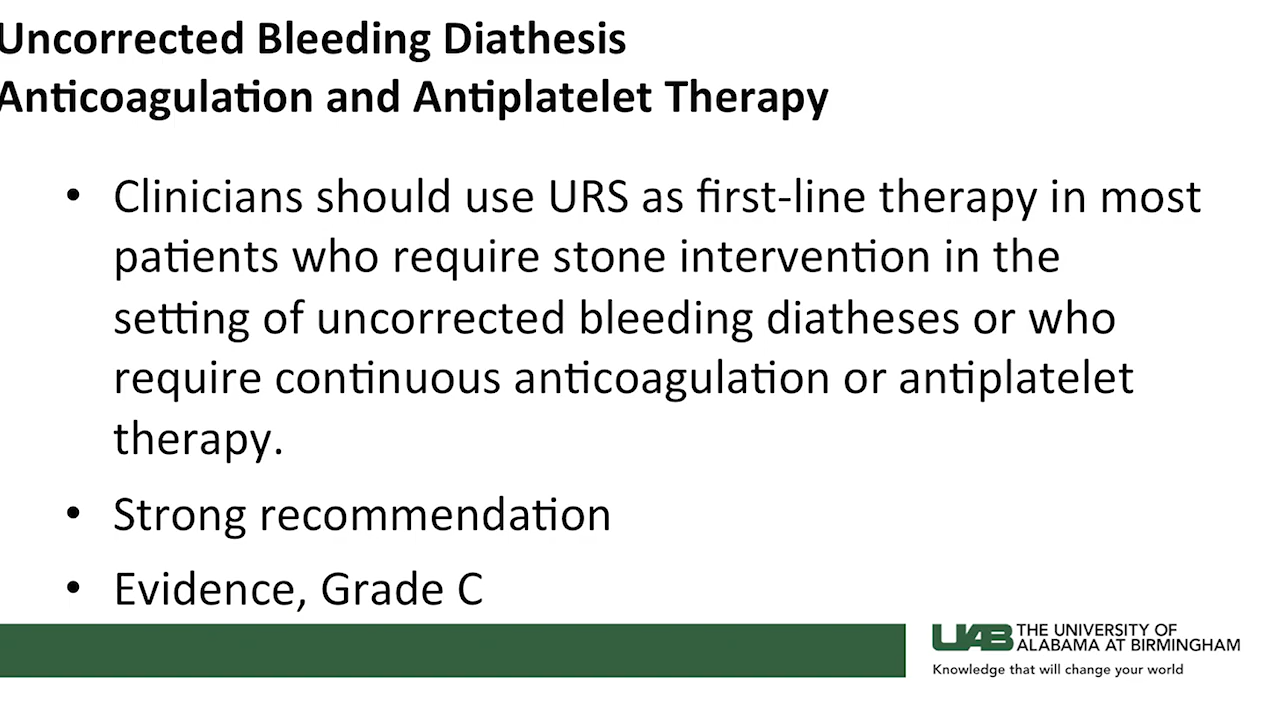 Uncorrected Bleeding Diathesis
Anticoagulation and Antiplatelet Therapy
• Clinicians should use URS as first-line therapy in most
patients who require stone intervention in the
setting of uncorrected bleeding diatheses or who
require continuous anticoagulation or antiplatelet
therapy.
• Strong recommendation
• Evidence, Grade C
UAB THE UNIVERSITY OF
ALABAMA AT BIRMINGHAM
Knowledge that will change your world